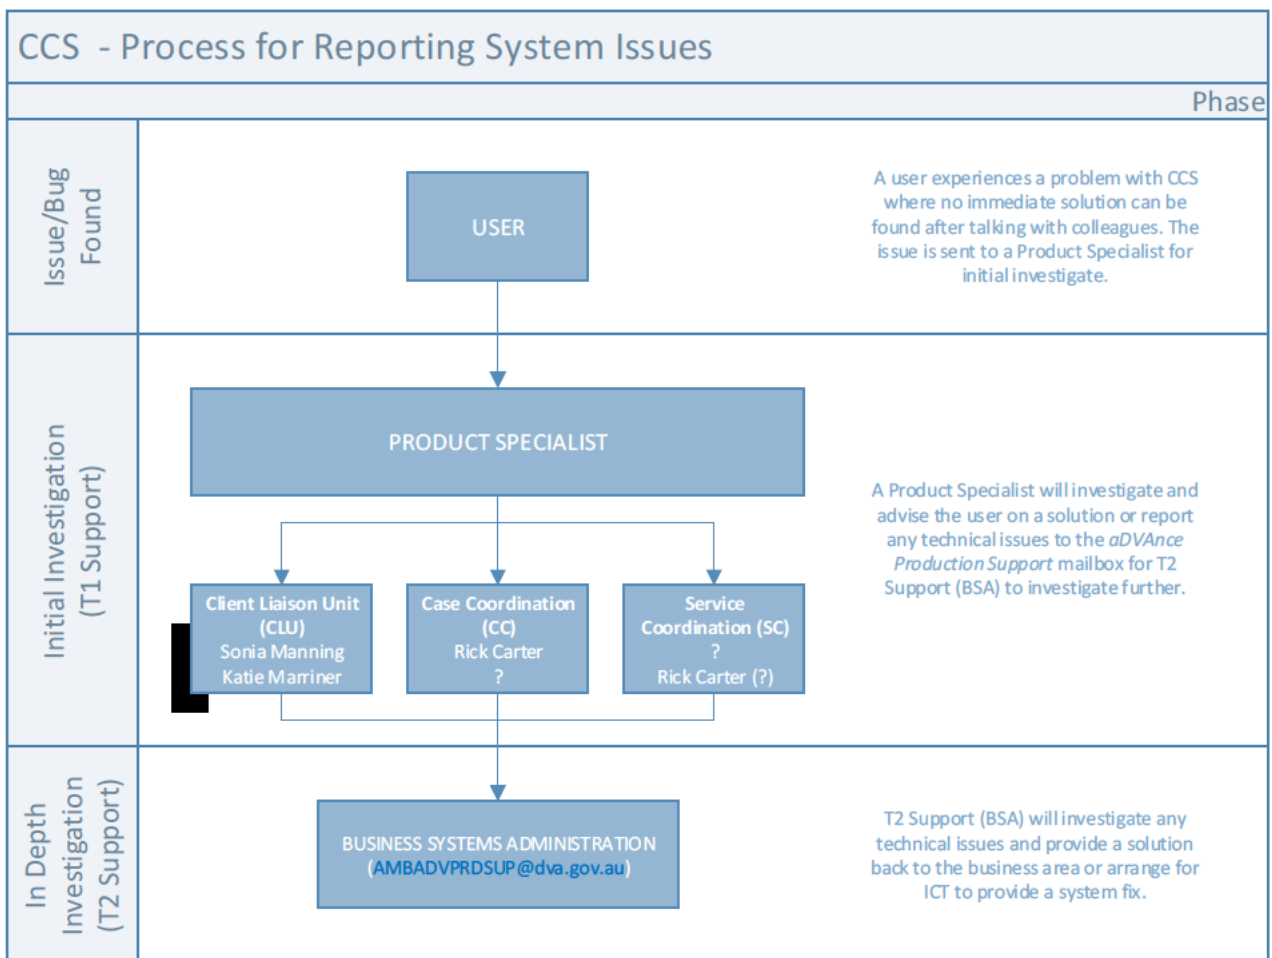 CCS - Process for Reporting System Issues
Phase
Issue/Bug
Found
USER
A user experiences a problem with CCS
where no immediate solution can be
found after talking with colleagues. The
issue is sent to a Product Specialist for
initial investigate.
Initial Investigation
(T1 Support)
PRODUCT SPECIALIST
A Product Specialist will investigate and
advise the user on a solution or report
any technical issues to the aDVAnce
Production Support mailbox for T2
Support (BSA) to investigate further.
Client Liaison Unit
(CLU)
Sonia Manning
Katie Marriner
Case Coordination
(CC)
Rick Carter
?
Service
Coordination (SC)
?
Rick Carter (?)
In Depth
Investigation
(T2 Support)
BUSINESS SYSTEMS ADMINISTRATION
(AMBADVPRDSUP@dva.gov.au)
T2 Support (BSA) will investigate any
technical issues and provide a solution
back to the business area or arrange for
ICT to provide a system fix.